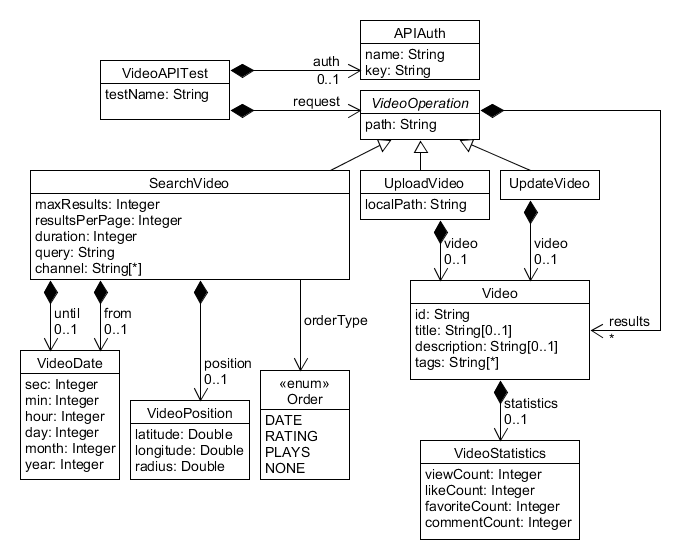 APIAuth
name: String
key: String
auth
0..1
VideoAPITest
testName: String
request
VideoOperation
path: String
SearchVideo
maxResults: Integer
resultsPerPage: Integer
duration: Integer
query: String
channel: String[*]
UploadVideo
localPath: String
UpdateVideo
video
0..1
video
0..1
Video
id: String
title: String[0..1]
description: String[0..1]
tags: String[*]
results
*
until
0..1
from
0..1
position
0..1
orderType
VideoDate
sec: Integer
min: Integer
hour: Integer
day: Integer
month: Integer
year: Integer
VideoPosition
latitude: Double
longitude: Double
radius: Double
«enum»
Order
DATE
RATING
PLAYS
NONE
statistics
0..1
VideoStatistics
viewCount: Integer
likeCount: Integer
favoriteCount: Integer
commentCount: Integer